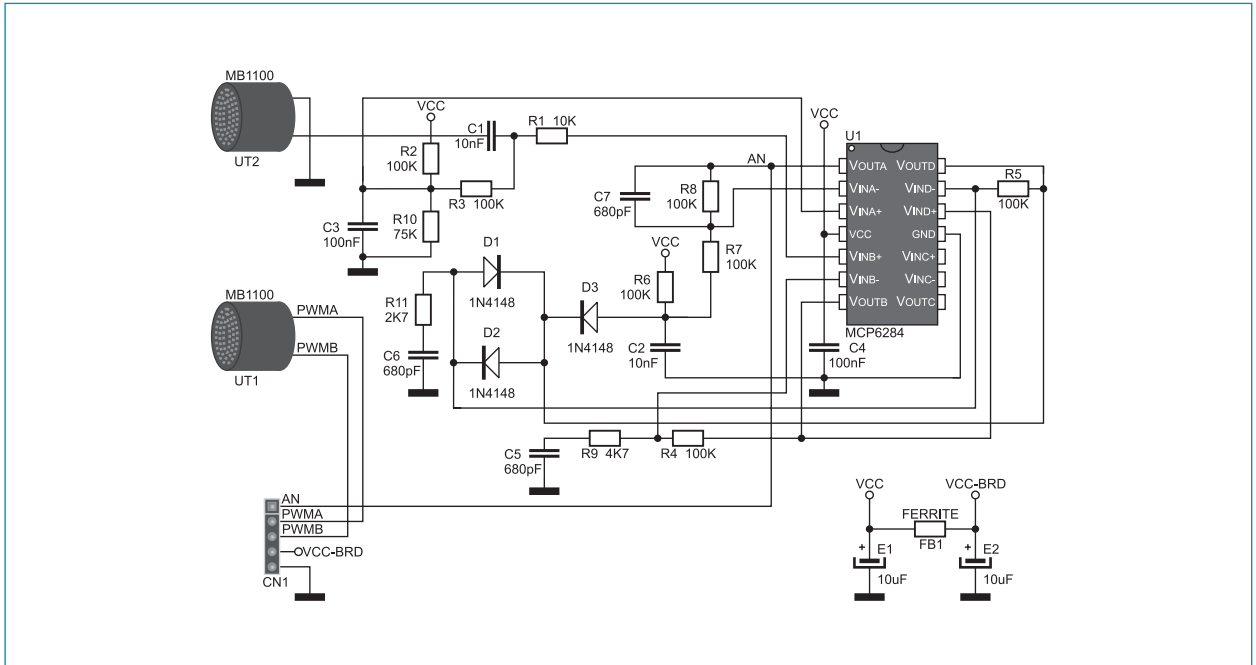 MB1100
UT2
VCC
R2
100K
C1
10nF
R1 10K
R3 100K
C3
100nF
R10
75K
MB1100
UT1
PWMA
PWMB
R11
2K7
C6
680pF
D1
1N4148
D2
1N4148
D3
1N4148
C7
680pF
AN
R8
100K
VCC
R6
100K
R7
100K
C2
10nF
VCC
U1
VOUTA
VINA-
VINA+
VCC
VINB+
VINB-
VOUTB
VOUTD
VIND-
VIND+
GND
VINC+
VINC-
VOUTC
MCP6284
R5
100K
C4
100nF
C5
680pF
R9 4K7
R4 100K
AN
PWMA
PWMB
VCC-BRD
CN1
VCC
VCC-BRD
FERRITE
FB1
+
E1
10uF
+
E2
10uF